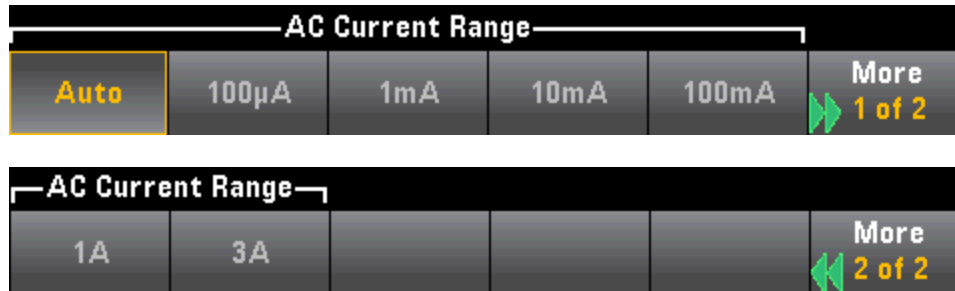 AC Current Range
Auto 100µA 1mA 10mA 100mA More
1 of 2
AC Current Range
1A 3A More
2 of 2